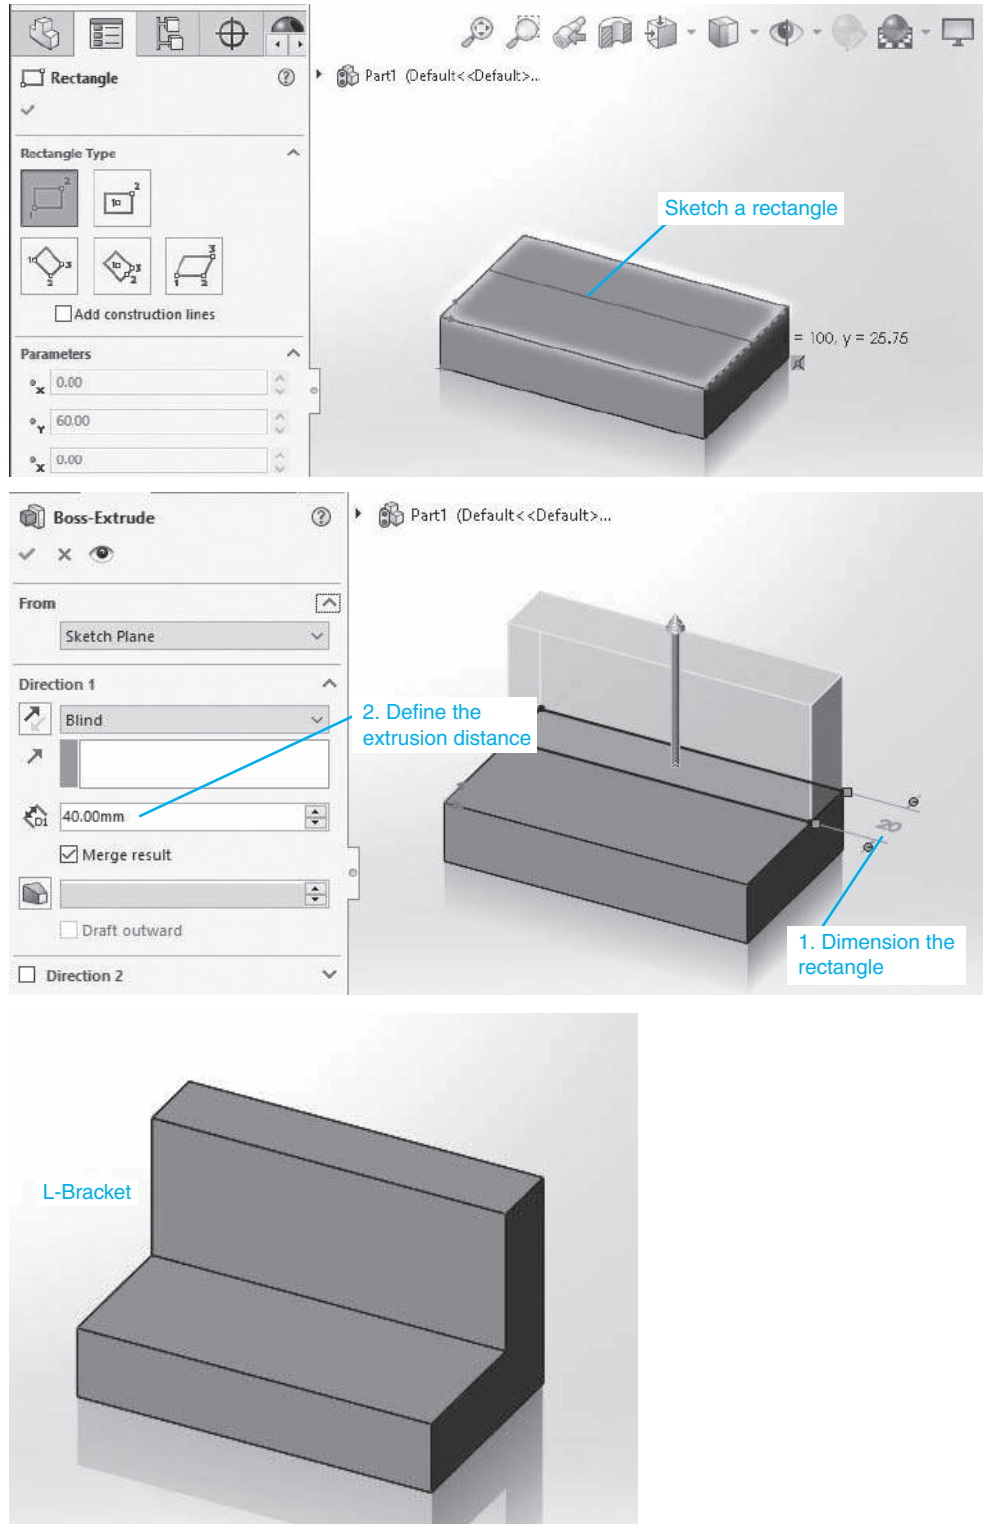 Rectangle
Part1 (Default<<Default>...
Rectangle Type
Add construction lines
Parameters
0.00
60.00
0.00
Sketch a rectangle
= 100, y = 25.75
Boss-Extrude
Part1 (Default<<Default>...
From
Sketch Plane
Direction 1
Blind
2. Define the
extrusion distance
40.00mm
Merge result
20
Draft outward
1. Dimension the
rectangle
Direction 2
L-Bracket